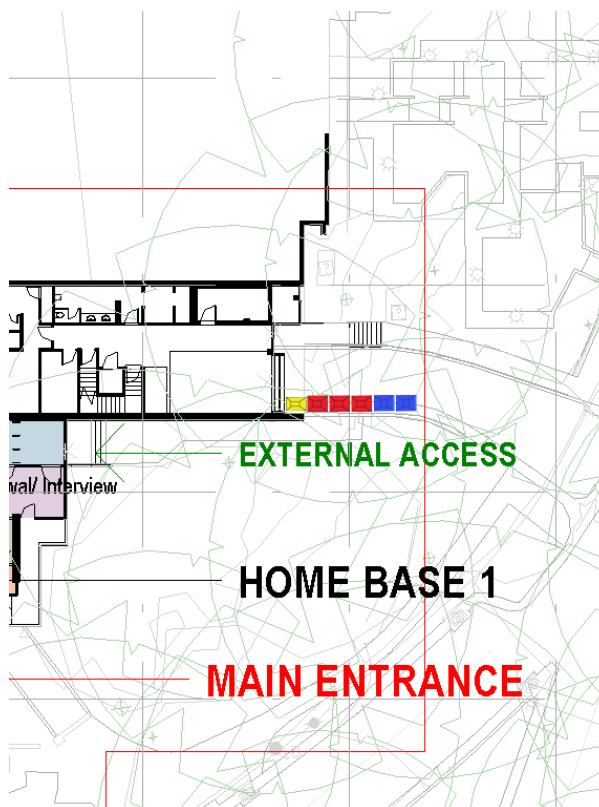 ?
?
EXTERNAL ACCESS
wal/ Interview
HOME BASE 1
MAIN ENTRANCE